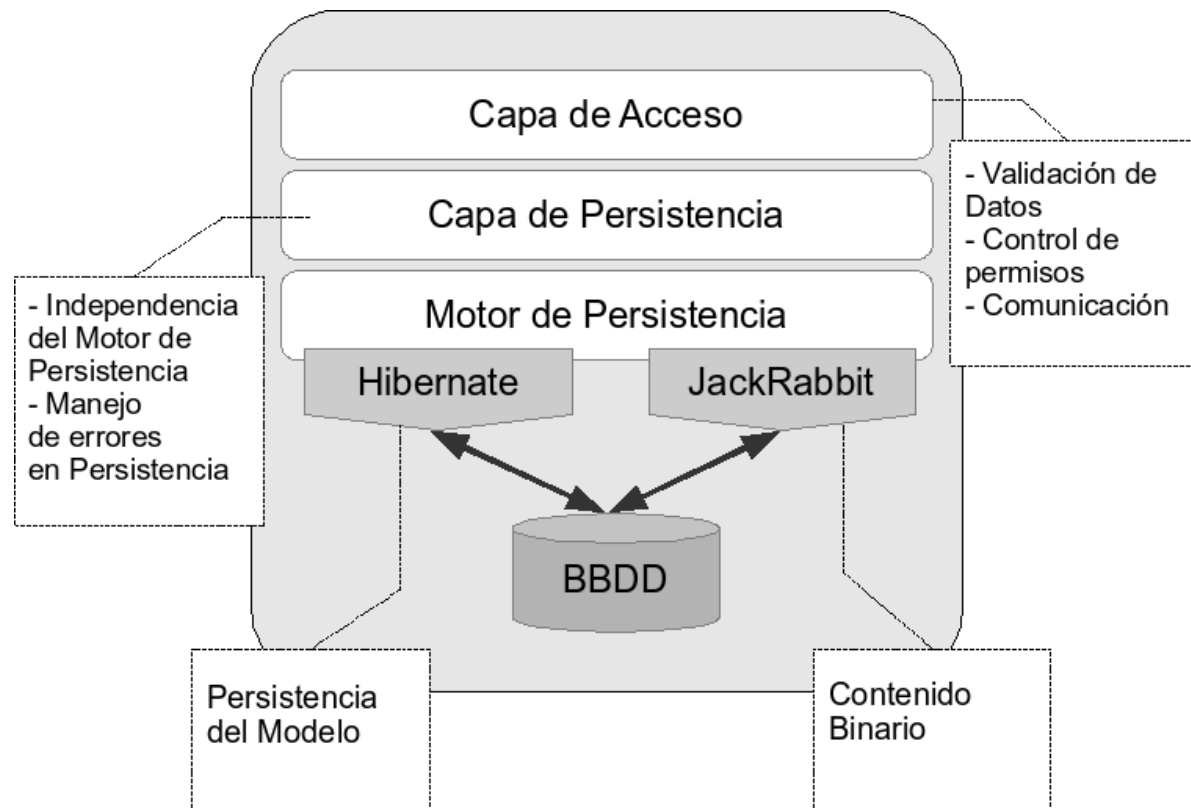 Capa de Acceso
Capa de Persistencia
Motor de Persistencia
Hibernate
JackRabbit
BBDD
- Validación de
Datos
- Control de
permisos
- Comunicación
- Independencia
del Motor de
Persistencia
- Manejo
de errores
en Persistencia
Persistencia
del Modelo
Contenido
Binario